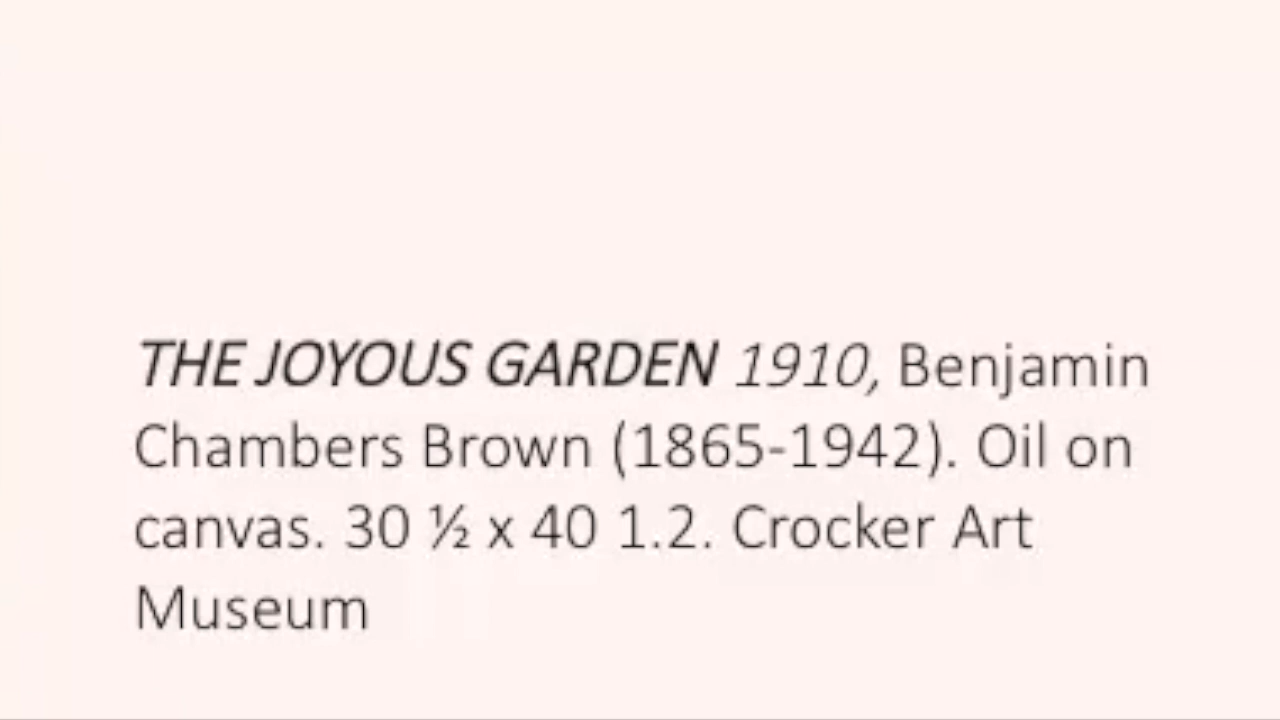 THE JOYOUS GARDEN 1910, Benjamin
Chambers Brown (1865-1942). Oil on
canvas. 30 ½ x 40 1.2. Crocker Art
Museum